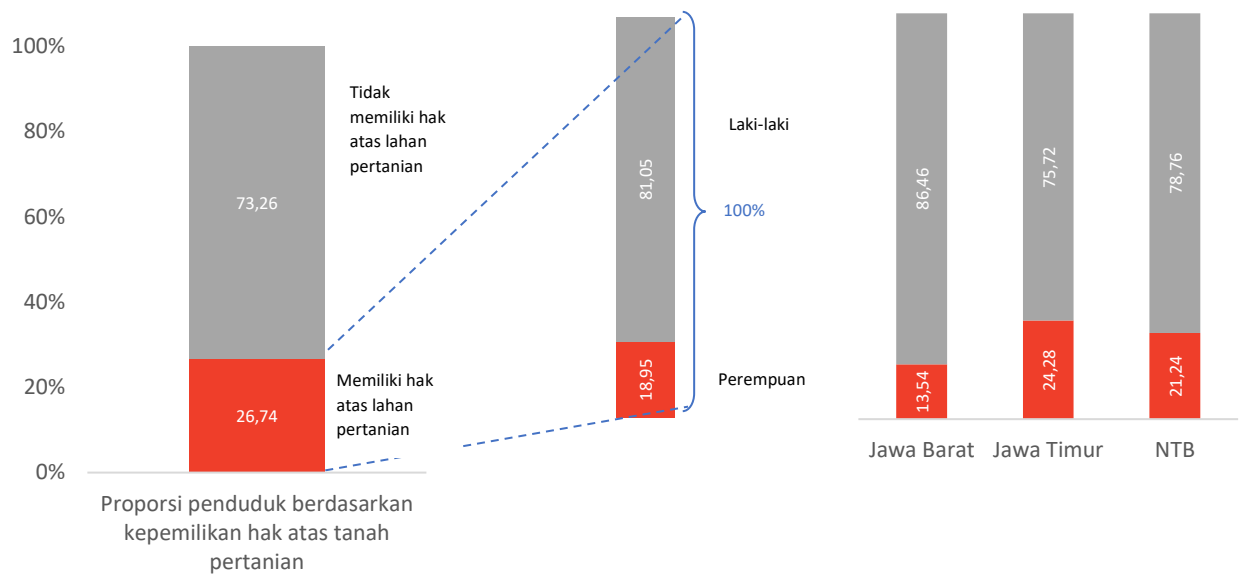 100%
80%
60%
40%
20%
0%
73,26
26,74
Tidak
memiliki hak
atas lahan
pertanian
Memiliki hak
atas lahan
pertanian
Proporsi penduduk berdasarkan
kepemilikan hak atas tanah
pertanian
81,05
18,95
Laki-laki
100%
Perempuan
86,46
13,54
75,72
24,28
78,76
21,24
Jawa Barat
Jawa Timur
NTB